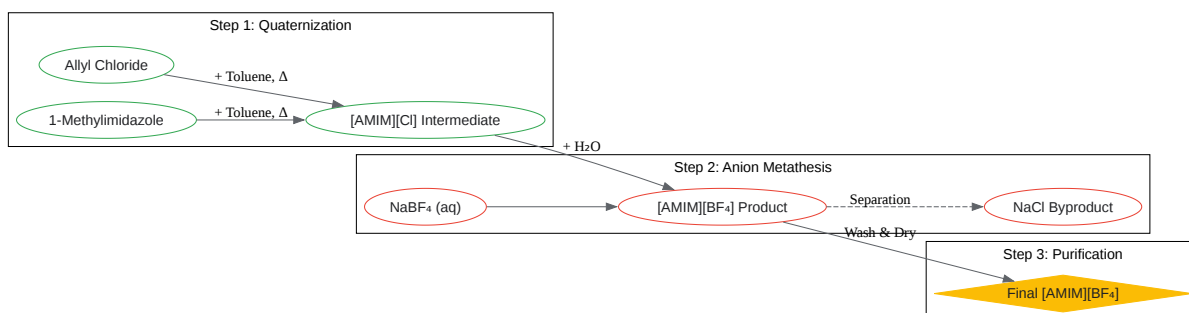 Step 1: Quaternization
Allyl Chloride
+ Toluene, Δ
1-Methylimidazole
+ Toluene, Δ
[AMIM][Cl] Intermediate
+ H₂O
Step 2: Anion Metathesis
NaBF₄ (aq)
[AMIM][BF₄] Product
Separation
NaCl Byproduct
Wash & Dry
Step 3: Purification
Final [AMIM][BF₄]